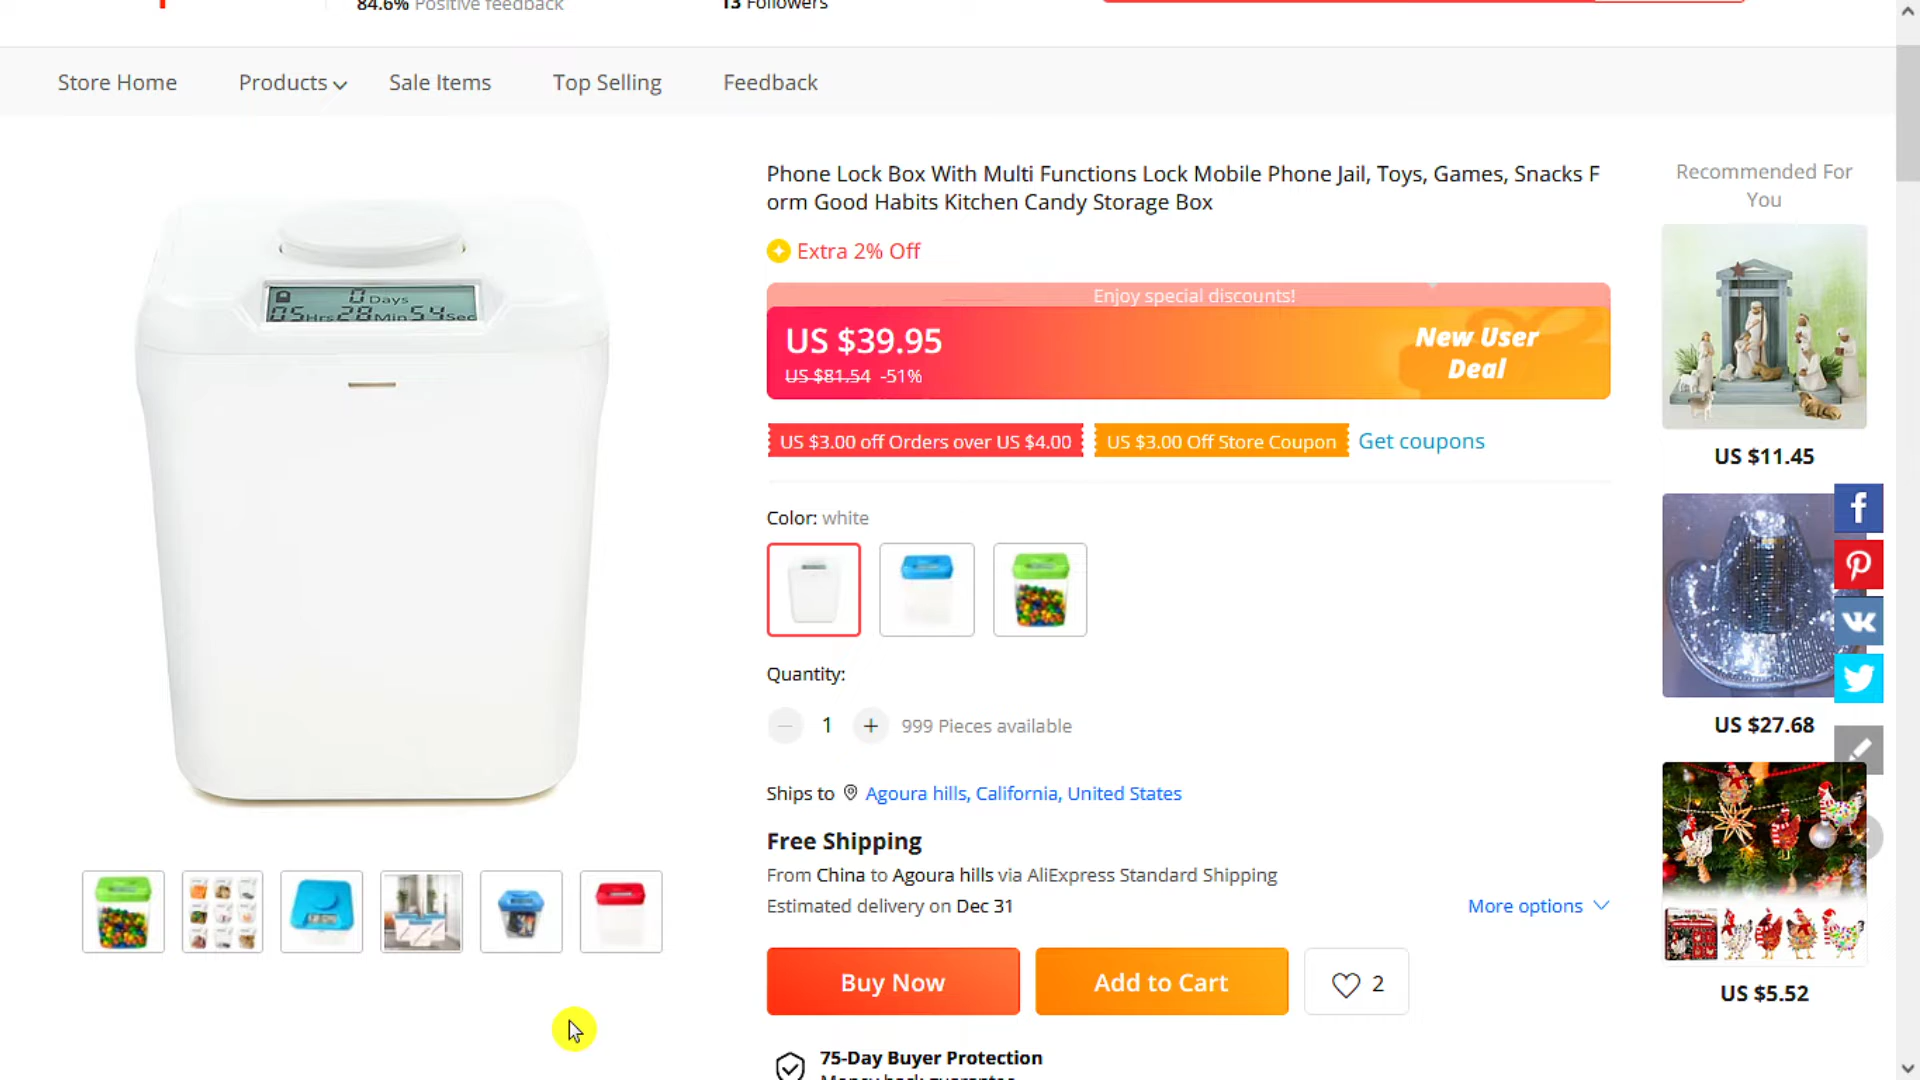 84.6% Positive feedback
13 Followers
Store Home
Products
Sale Items
Top Selling
Feedback
Phone Lock Box With Multi Functions Lock Mobile Phone Jail, Toys, Games, Snacks F
orm Good Habits Kitchen Candy Storage Box
Extra 2% Off
Enjoy special discounts!
US $39.95
US $81.54 -51%
New User
Deal
US $3.00 off Orders over US $4.00
US $3.00 Off Store Coupon
Get coupons
Color: white
Quantity:
1
999 Pieces available
Ships to Agoura hills, California, United States
Free Shipping
From China to Agoura hills via AliExpress Standard Shipping
Estimated delivery on Dec 31
More options
Buy Now
Add to Cart
2
75-Day Buyer Protection
Money back guarantee
0 Days
05Hrs28Min54Sec
Recommended For
You
US $11.45
US $27.68
US $5.52